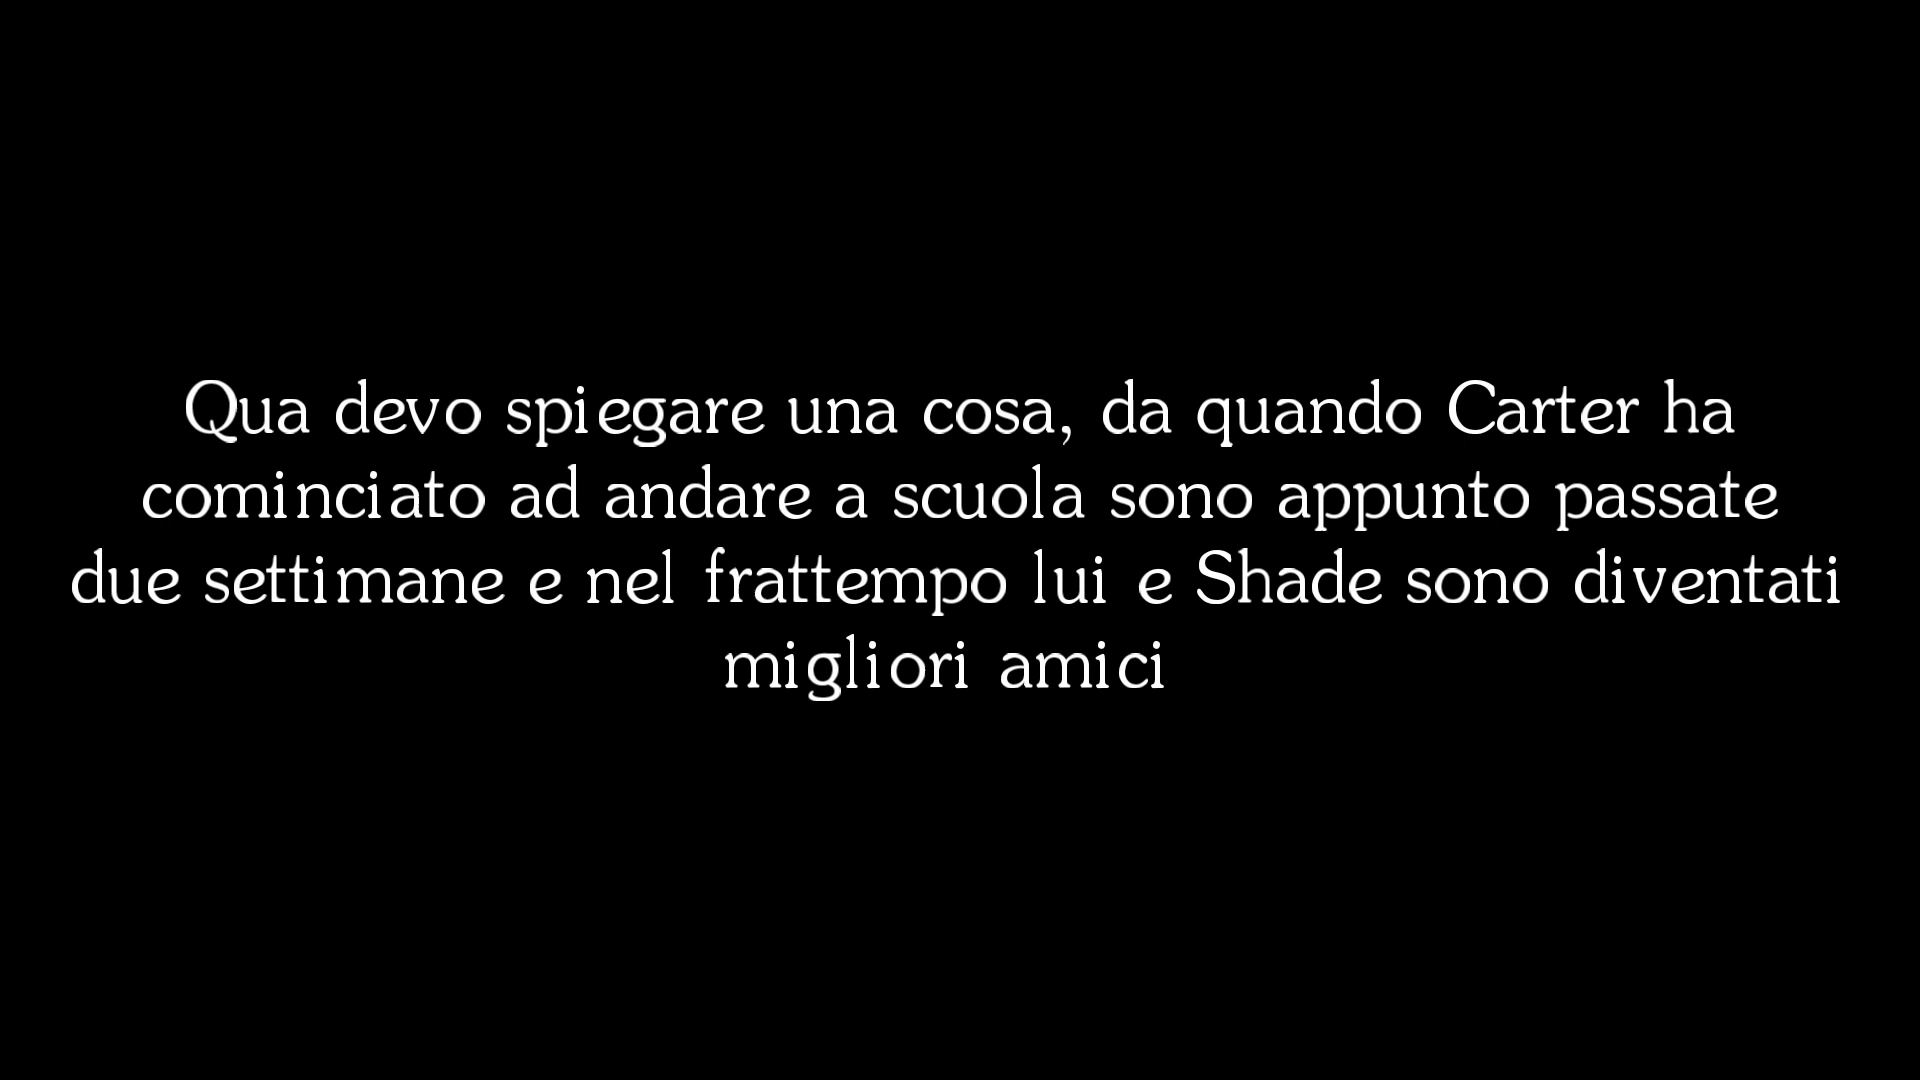 Qua devo spiegare una cosa, da quando Carter ha
cominciato ad andare a scuola sono appunto passate
due settimane e nel frattempo lui e Shade sono diventati
migliori amici